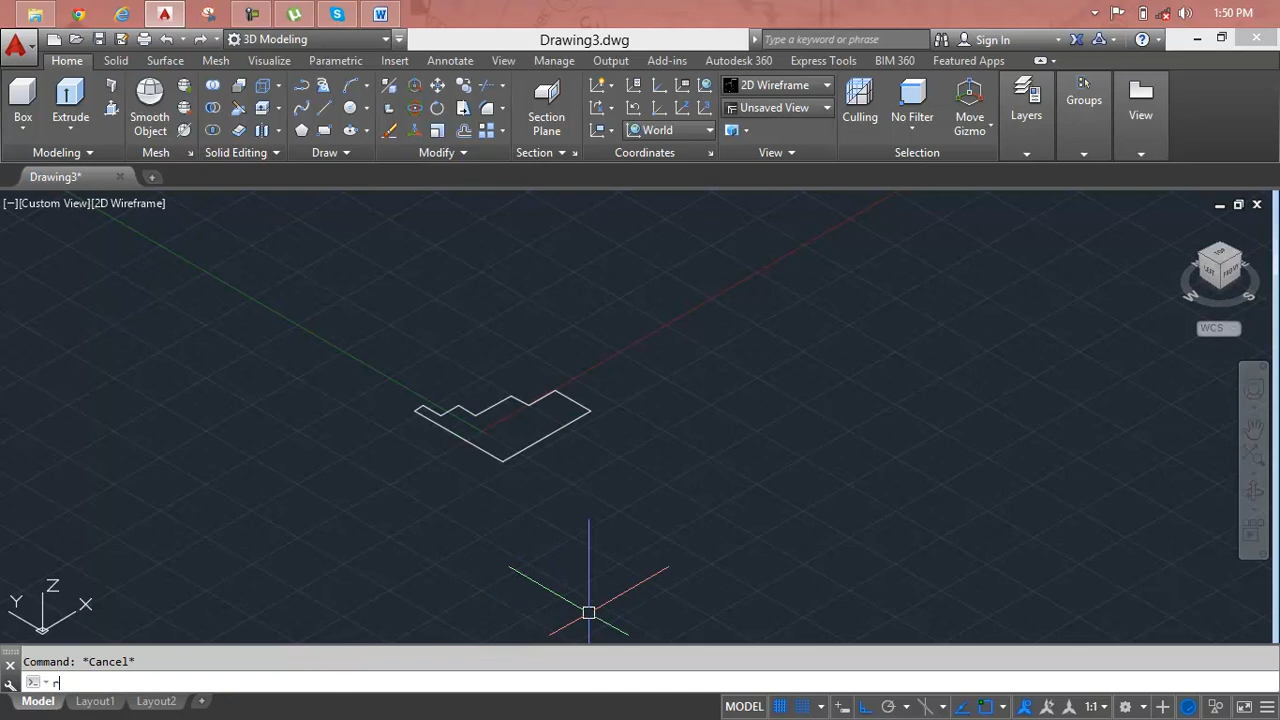 1:50 PM
3D Modeling
Drawing3.dwg
Type a keyword or phrase
Sign In
Home Solid Surface Mesh Visualize Parametric Insert Annotate View Manage Output Add-ins Autodesk 360 Express Tools BIM 360 Featured Apps
Box
Extrude
Smooth Object
Section Plane
2D Wireframe
Unsaved View
World
Culling
No Filter
Move Gizmo
Layers
Groups
View
Modeling
Mesh
Solid Editing
Draw
Modify
Section
Coordinates
View
Selection
Drawing3*
[−][Custom View][2D Wireframe]
TOP
LEFT
FRONT
W
S
WCS
Z
Y
X
Command: *Cancel*
r
Model Layout1 Layout2
MODEL
1:1